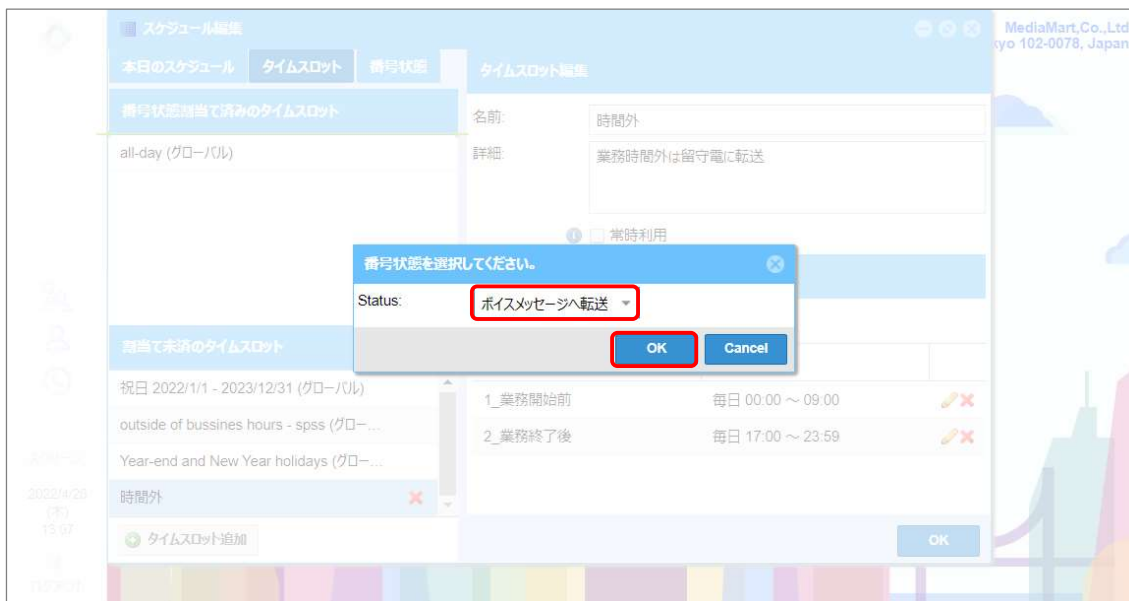 スケジュール編集
MediaMart,Co.,Ltd
kyo 102-0078, Japan
本日のスケジュール タイムスロット 番号状態
タイムスロット編集
番号状態割当て済みのタイムスロット
all-day (グローバル)
名前: 時間外
詳細: 業務時間外は留守電に転送
常時利用
番号状態を選択してください。
Status: ボイスメッセージへ転送
OK Cancel
割当て未済のタイムスロット
祝日 2022/1/1 - 2023/12/31 (グローバル)
outside of bussines hours - spss (グロー...
Year-end and New Year holidays (グロー...
時間外
1_業務開始前 毎日 00:00 ～ 09:00
2_業務終了後 毎日 17:00 ～ 23:59
タイムスロット追加
OK